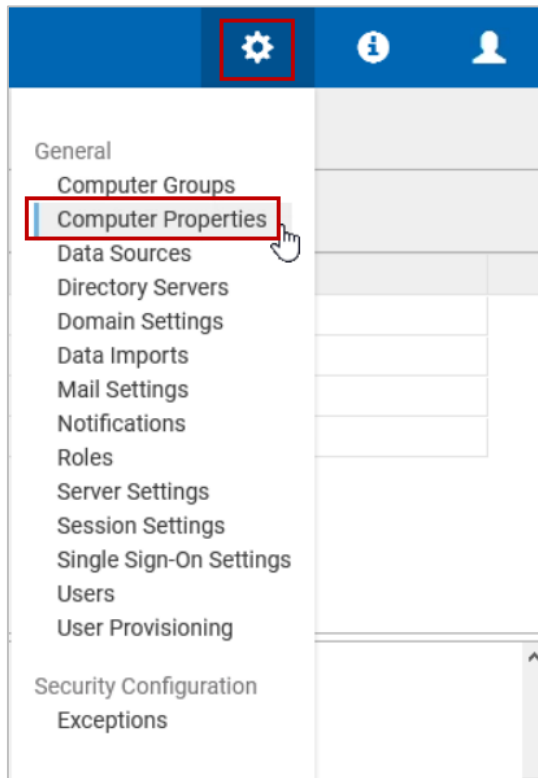 General
Computer Groups
Computer Properties
Data Sources
Directory Servers
Domain Settings
Data Imports
Mail Settings
Notifications
Roles
Server Settings
Session Settings
Single Sign-On Settings
Users
User Provisioning
Security Configuration
Exceptions